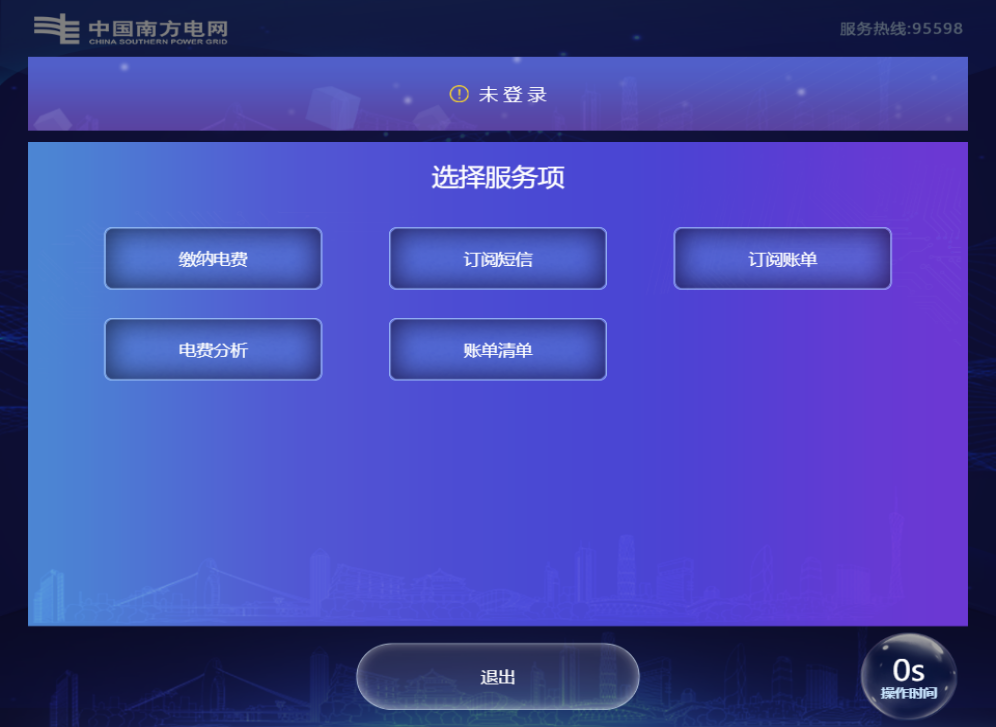 中国南方电网
CHINA SOUTHERN POWER GRID
服务热线:95598
未登录
选择服务项
缴纳电费
订阅短信
订阅账单
电费分析
账单清单
退出
0s
操作时间